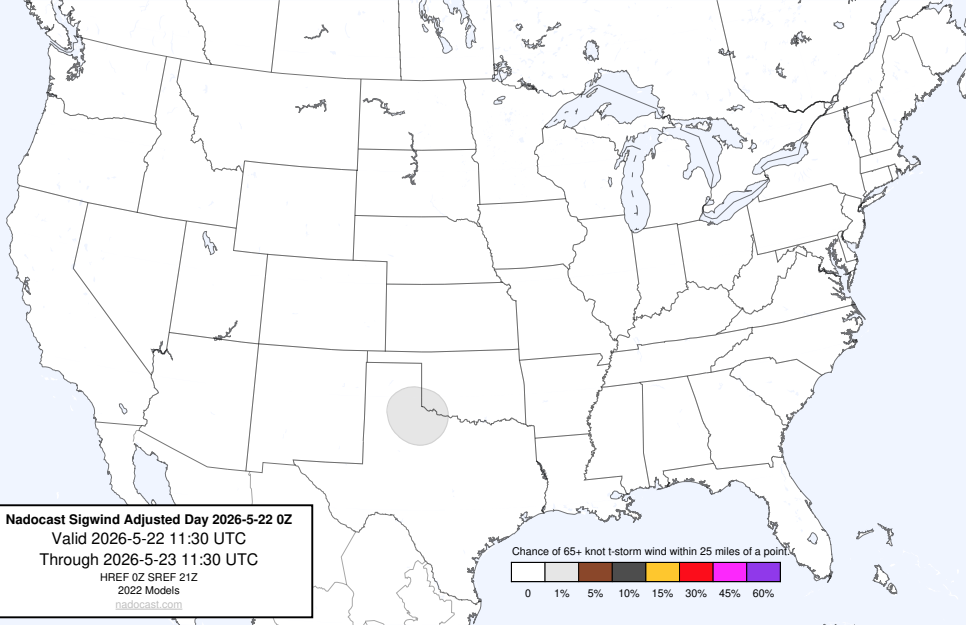 Nadocast Sigwind Adjusted Day 2026-5-22 0Z
Valid 2026-5-22 11:30 UTC
Through 2026-5-23 11:30 UTC
HREF 0Z SREF 21Z
2022 Models
nadocast.com
Chance of 65+ knot t-storm wind within 25 miles of a point.
0 1% 5% 10% 15% 30% 45% 60%